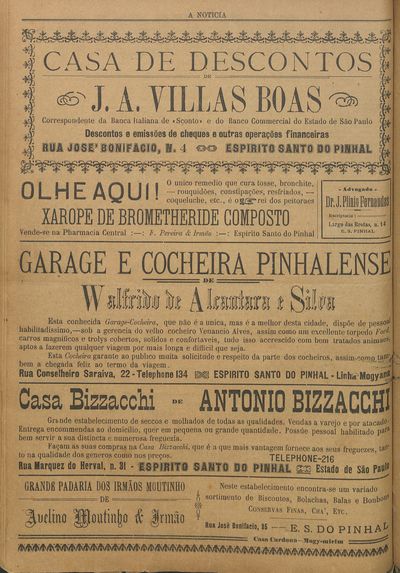 A NOTICIA
CASA DE DESCONTOS
DE
J. A. VILLAS BOAS
Correspondente da Banca Italiana de «Sconto» e do Banco Commercial do Estado de São Paulo
Descontos e emissões de cheques e outras operações financeiras
RUA JOSE' BONIFACIO, N. 4 ESPIRITO SANTO DO PINHAL
OLHE AQUI!
O unico remedio que cura tosse, bronchite,
— rouquidões, constipações, resfriados, —
coqueluche, etc., é o rei dos peitoraes
XAROPE DE BROMETHERIDE COMPOSTO
Vende-se na Pharmacia Central :—: F. Pereira & Irmão :—: Espirito Santo do Pinhal
- Advogado -
Dr. J. Plinio Fernandes
Escriptorio
Largo das Brotas, n. 14
E. S. PINHAL
GARAGE E COCHEIRA PINHALENSE
DE
Walfrido de Alcantara e Silva
Esta conhecida Garage-Cocheira, que não é unica, mas é a melhor desta cidade, dispõe de pessoal
habilitadissimo,—sob a gerencia do velho cocheiro Venancio Alves, assim como um excellente torpedo Ford,
carros magnificos e trolys cobertos, solidos e confortaveis, tudo isso accrescido com bem tratados animaes,
aptos a fazerem qualquer viagem por mais longa e difficil que seja.
Esta Cocheira garante ao publico muita solicitude e respeito da parte dos cocheiros, assim como tam
bem a chegada feliz ao termo da viagem.
Rua Conselheiro Saraiva, 22 - Telephone 134 ESPIRITO SANTO DO PINHAL - Linha Mogyana
Casa Bizzacchi DE ANTONIO BIZZACCHI
Grande estabelecimento de seccos e molhados de todas as qualidades. Vendas a varejo e por atacado.
Entrega encommendas ao domicilio, quer em pequena ou grande quantidade. Possúe pessoal habilitado para
bem servir a sua distincta e numerosa freguezia.
Façam as suas compras na Casa Bizzacchi, que é a que mais vantagem fornece aos seus freguezes, tan-
to na qualidade dos generos como nos preços.
TELEPHONE-216
Rua Marquez do Herval, n. 31 - ESPIRITO SANTO DO PINHAL Estado de São Paulo
GRANDE PADARIA DOS IRMÃOS MOUTINHO
DE
Avelino Moutinho & Irmão
Neste estabelecimento encontra-se um variado
sortimento de Biscoitos, Bolachas, Balas e Bonbons
CONSERVAS FINAS, CHA', ETC.
Rua José Bonifacio, 35 —— E. S. DO PINHAL
Casa Cardona—Mogy-mirim